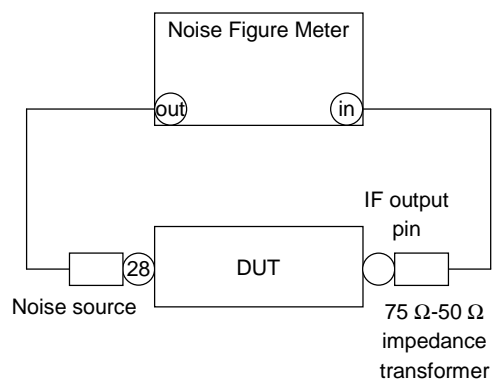 Noise Figure Meter
out
in
IF output
pin
28
DUT
Noise source
75 Ω-50 Ω
impedance
transformer